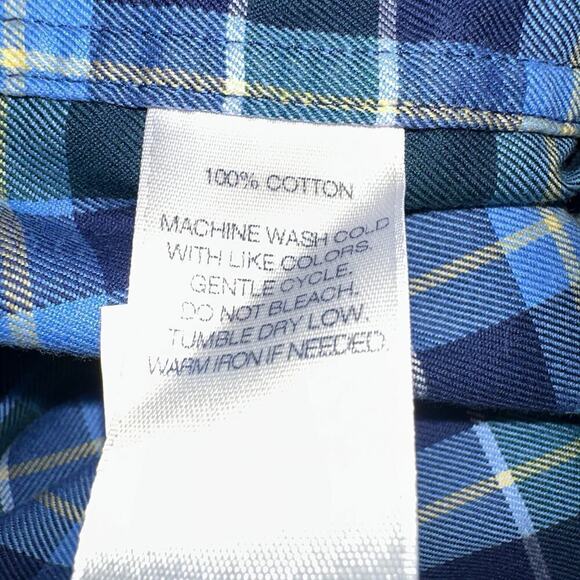 100% COTTON
MACHINE WASH COLD
WITH LIKE COLORS.
GENTLE CYCLE.
DO NOT BLEACH.
TUMBLE DRY LOW.
WARM IRON IF NEEDED.